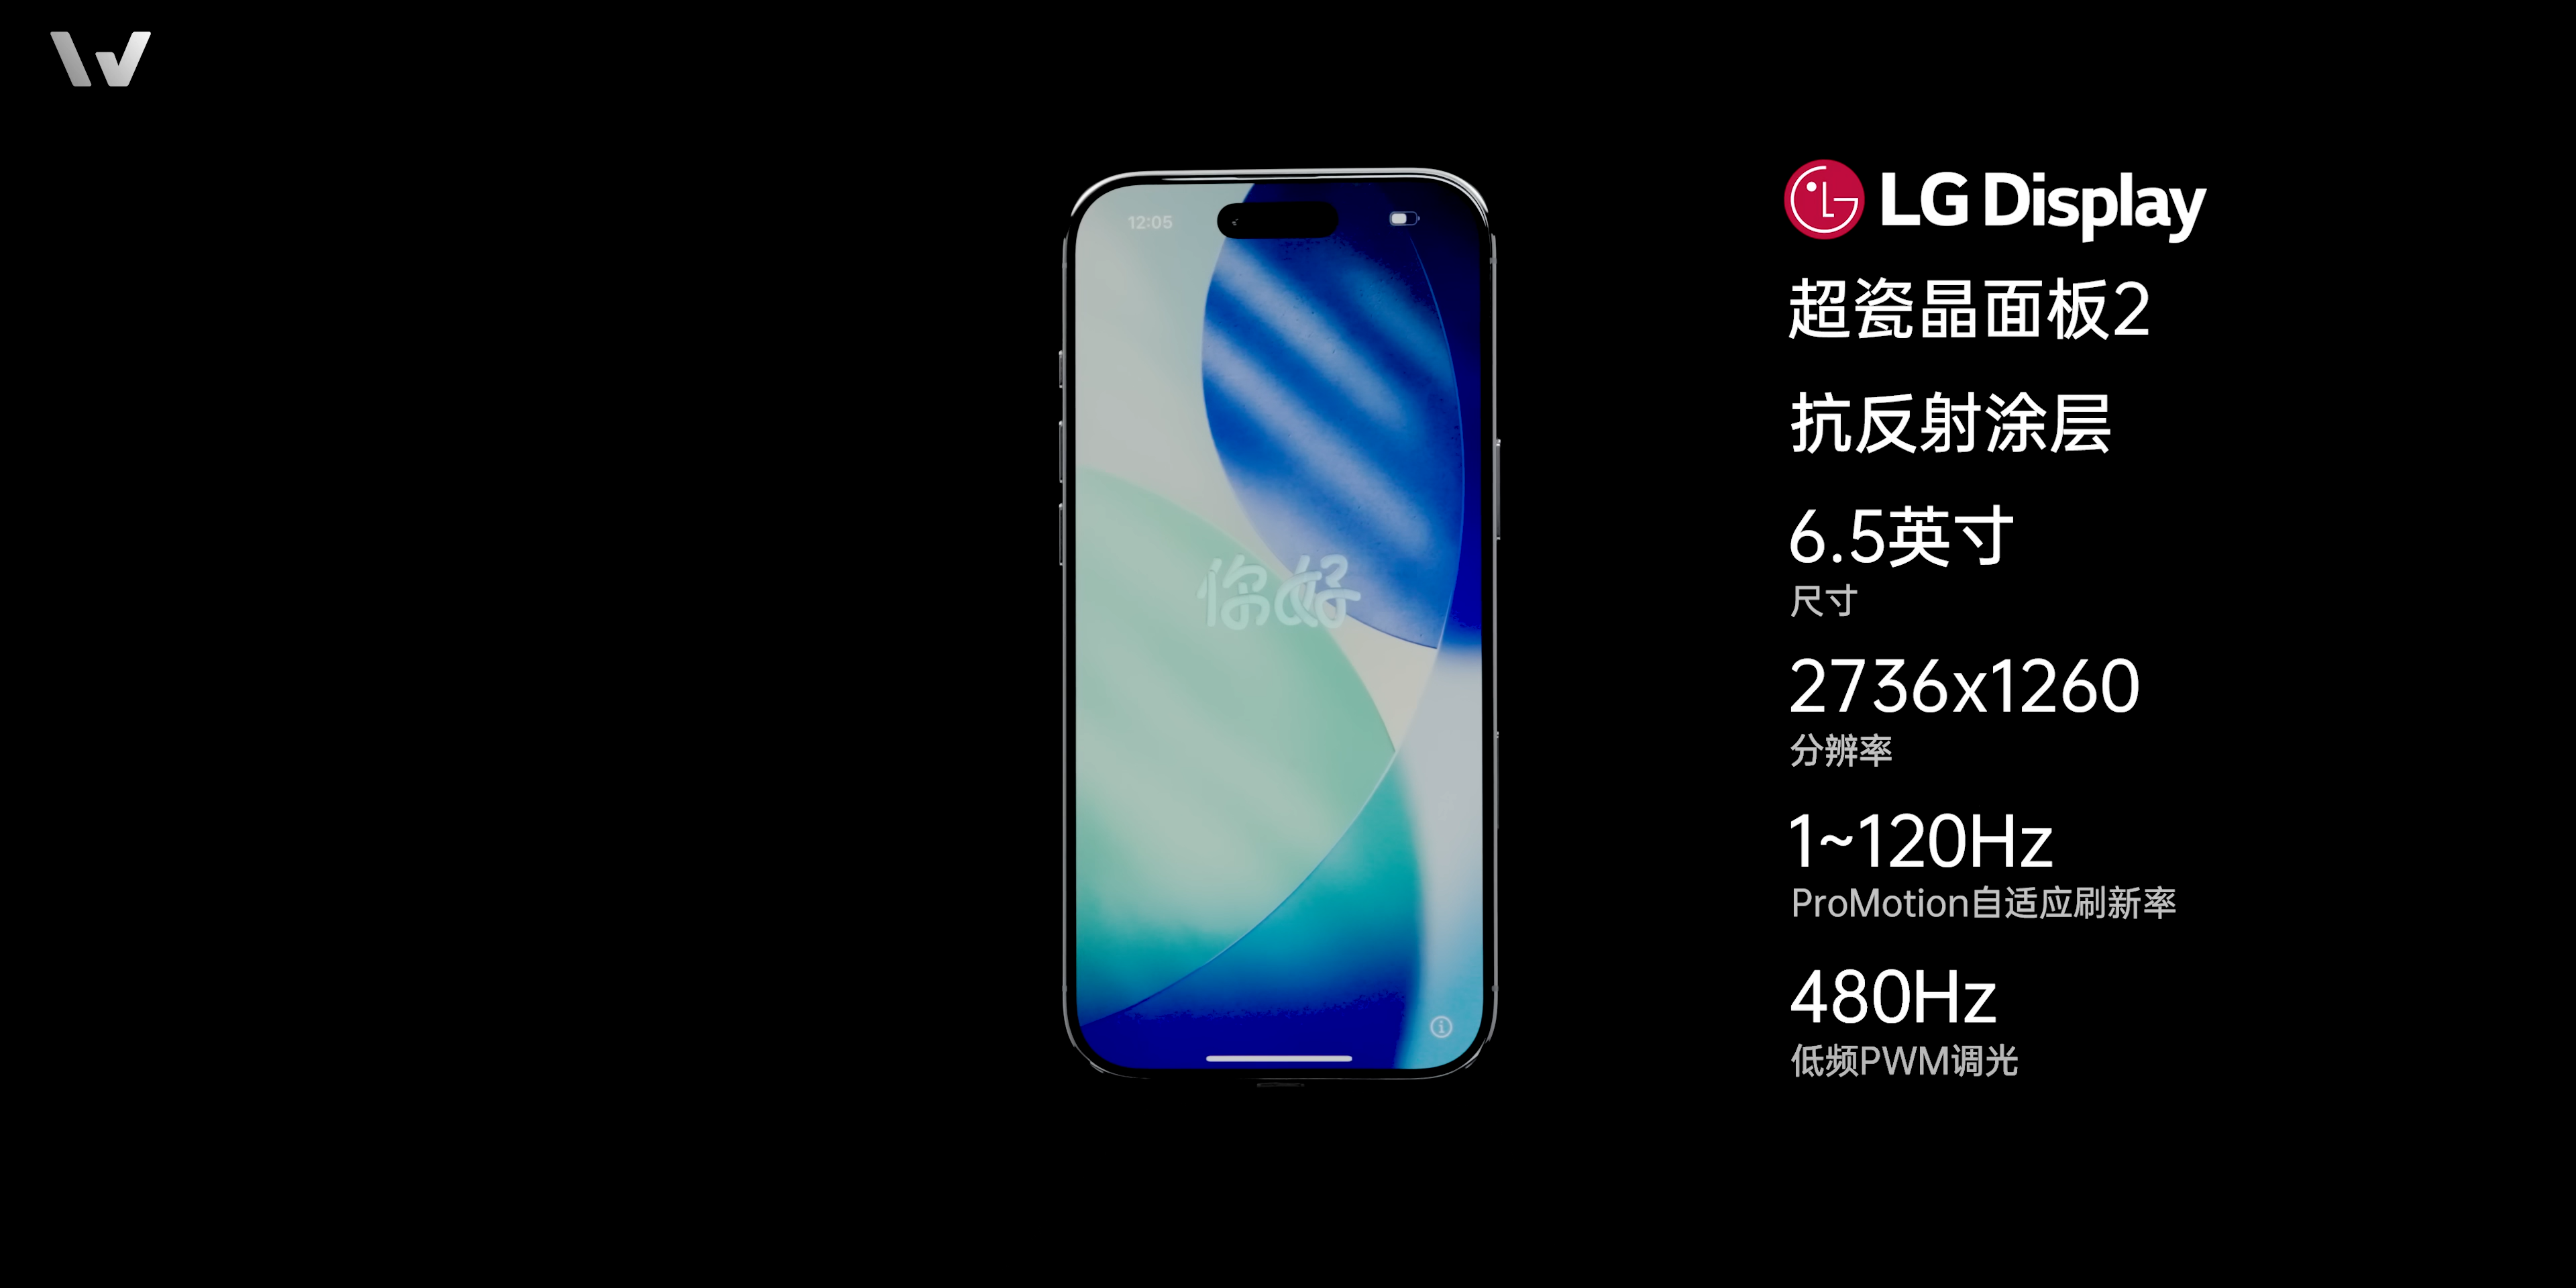 LG Display
超瓷晶面板2
抗反射涂层
6.5英寸
尺寸
2736x1260
分辨率
1~120Hz
ProMotion自适应刷新率
480Hz
低频PWM调光
12:05
你好